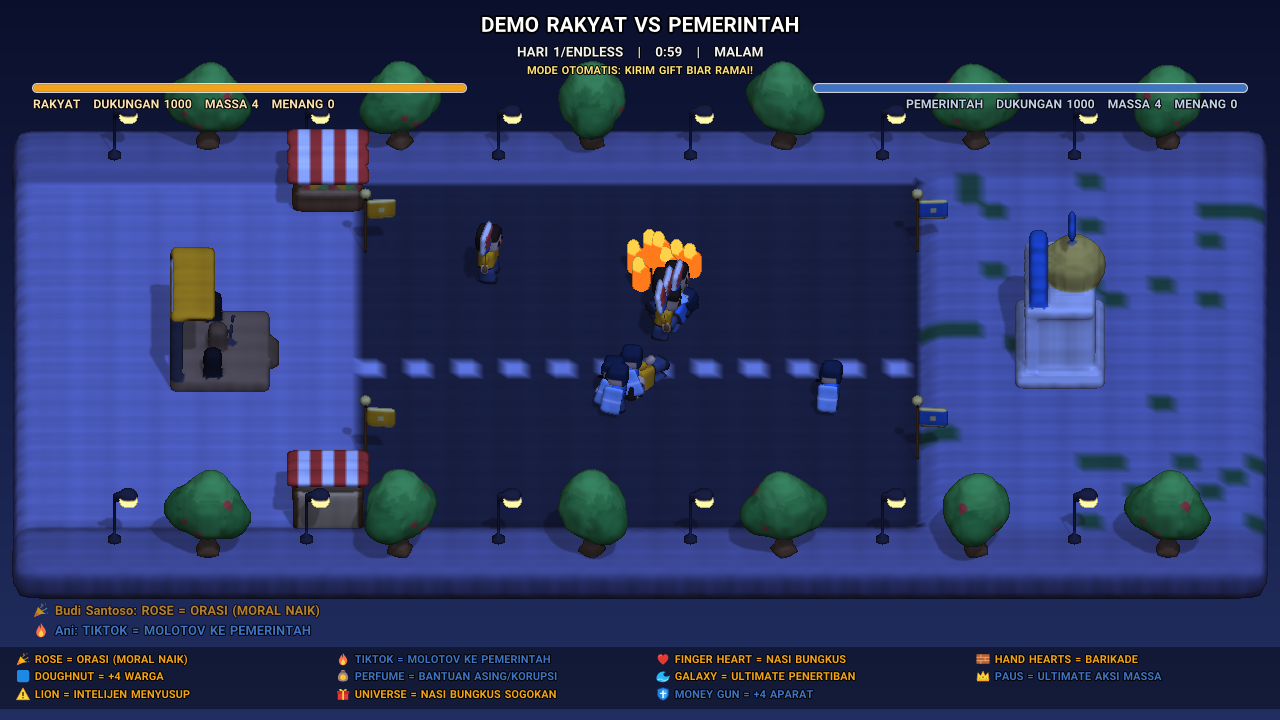 DEMO RAKYAT VS PEMERINTAH
HARI 1/ENDLESS | 0:59 | MALAM
MODE OTOMATIS: KIRIM GIFT BIAR RAMAI!
RAKYAT DUKUNGAN 1000 MASSA 4 MENANG 0
PEMERINTAH DUKUNGAN 1000 MASSA 4 MENANG 0
Budi Santoso: ROSE = ORASI (MORAL NAIK)
Ani: TIKTOK = MOLOTOV KE PEMERINTAH
ROSE = ORASI (MORAL NAIK) TIKTOK = MOLOTOV KE PEMERINTAH FINGER HEART = NASI BUNGKUS HAND HEARTS = BARIKADE
DOUGHNUT = +4 WARGA PERFUME = BANTUAN ASING/KORUPSI GALAXY = ULTIMATE PENERTIBAN PAUS = ULTIMATE AKSI MASSA
LION = INTELIJEN MENYUSUP UNIVERSE = NASI BUNGKUS SOGOKAN MONEY GUN = +4 APARAT